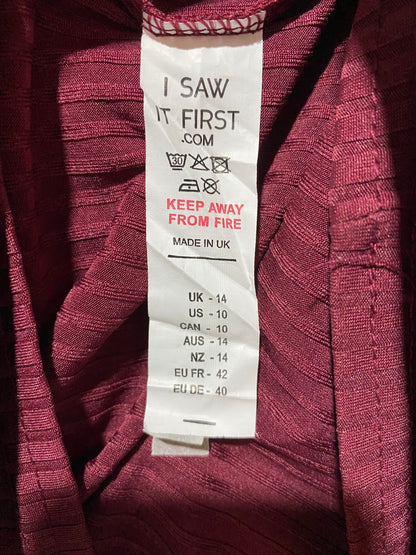 I SAW
IT FIRST
.COM
30
KEEP AWAY
FROM FIRE
MADE IN UK
UK - 14
US - 10
CAN - 10
AUS - 14
NZ - 14
EU FR - 42
EU DE - 40